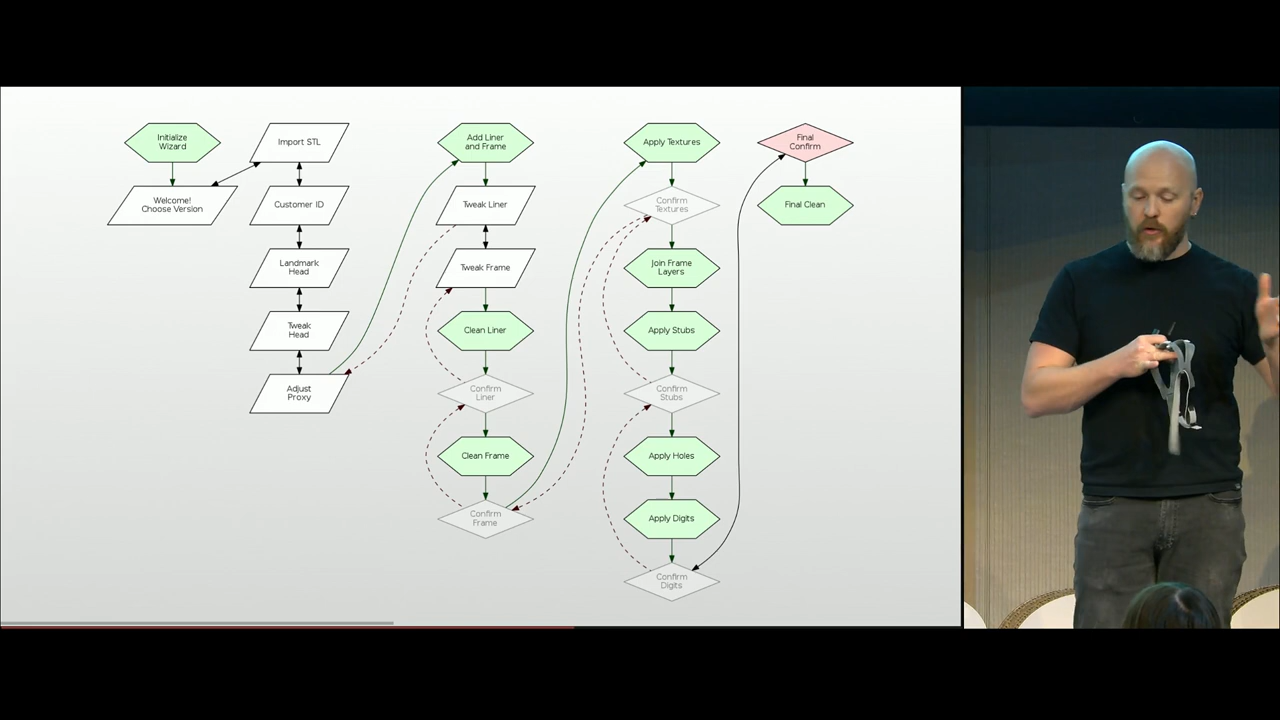 Initialize
Wizard
Welcome!
Choose Version
Import STL
Customer ID
Landmark
Head
Tweak
Head
Adjust
Proxy
Add Liner
and Frame
Tweak Liner
Tweak Frame
Clean Liner
Confirm
Liner
Clean Frame
Confirm
Frame
Apply Textures
Confirm
Textures
Join Frame
Layers
Apply Stubs
Confirm
Stubs
Apply Holes
Apply Digits
Confirm
Digits
Final
Confirm
Final Clean